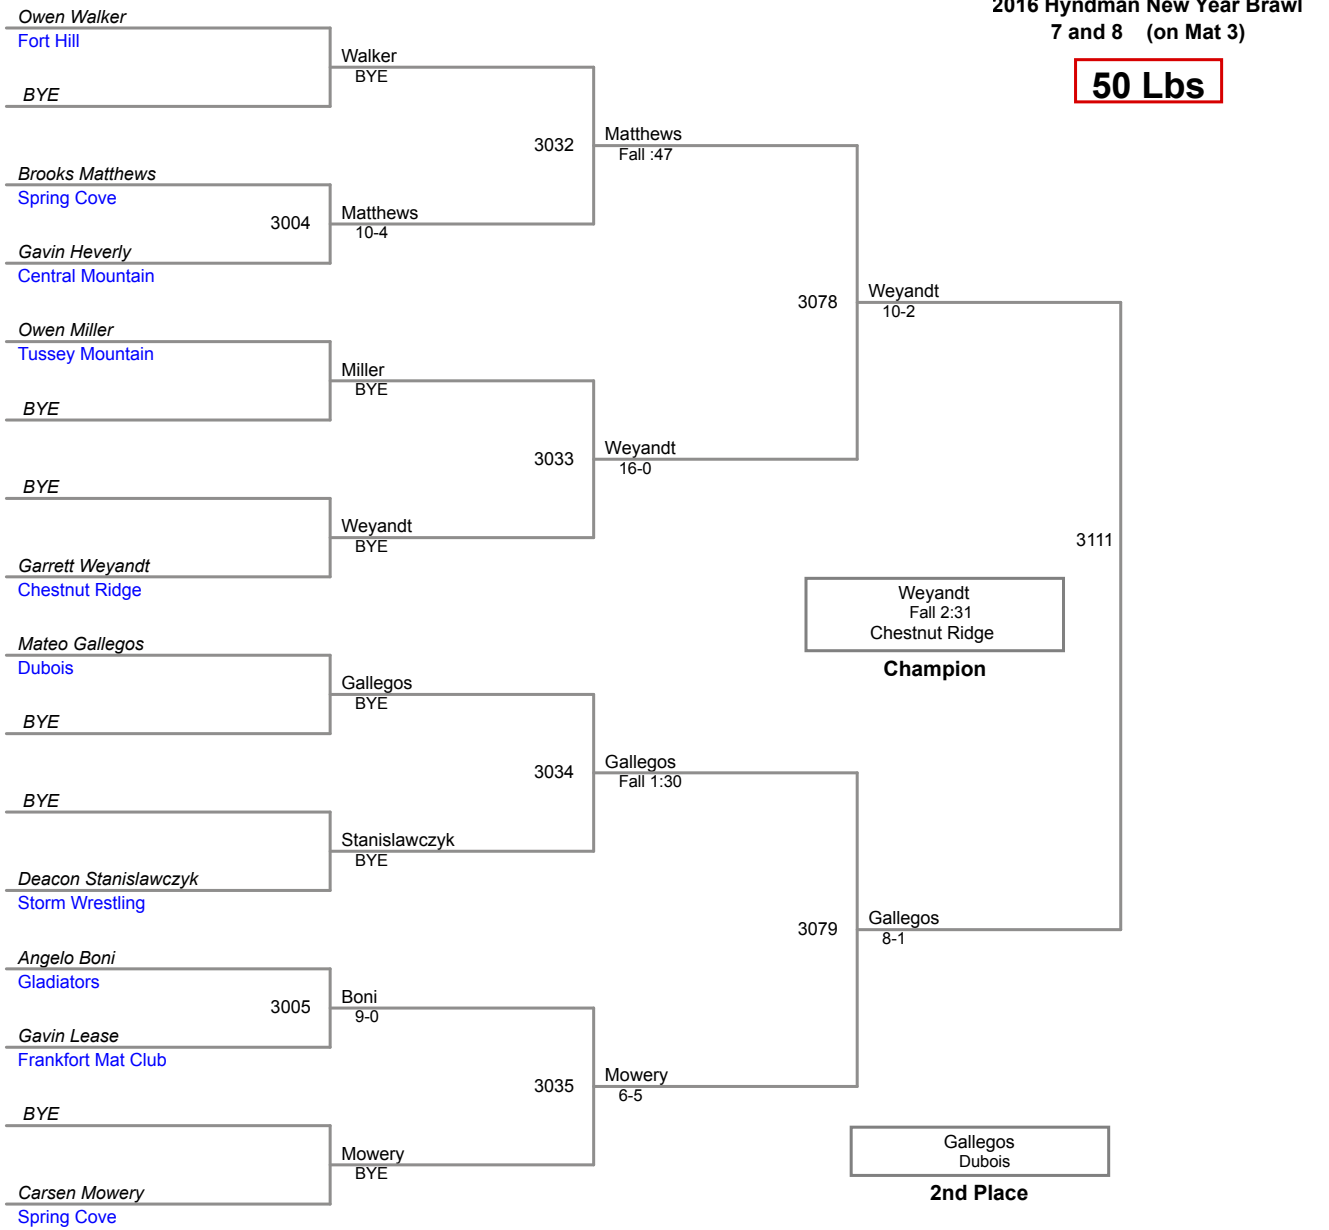 2016 Hyndman New Year Brawl
7 and 8 (on Mat 3)
50 Lbs
Owen Walker
Fort Hill
BYE
Brooks Matthews
Spring Cove
3004
Gavin Heverly
Central Mountain
Owen Miller
Tussey Mountain
BYE
BYE
Garrett Weyandt
Chestnut Ridge
Mateo Gallegos
Dubois
BYE
BYE
Deacon Stanislawczyk
Storm Wrestling
Angelo Boni
Gladiators
3005
Gavin Lease
Frankfort Mat Club
BYE
Carsen Mowery
Spring Cove
Walker
BYE
3032
Matthews
10-4
Miller
BYE
3033
Weyandt
BYE
Gallegos
BYE
3034
Stanislawczyk
BYE
Boni
9-0
3035
Mowery
BYE
Matthews
Fall :47
3078
Weyandt
16-0
Gallegos
Fall 1:30
3079
Mowery
6-5
Weyandt
10-2
3111
Gallegos
8-1
Weyandt
Fall 2:31
Chestnut Ridge
Champion
Gallegos
Dubois
2nd Place